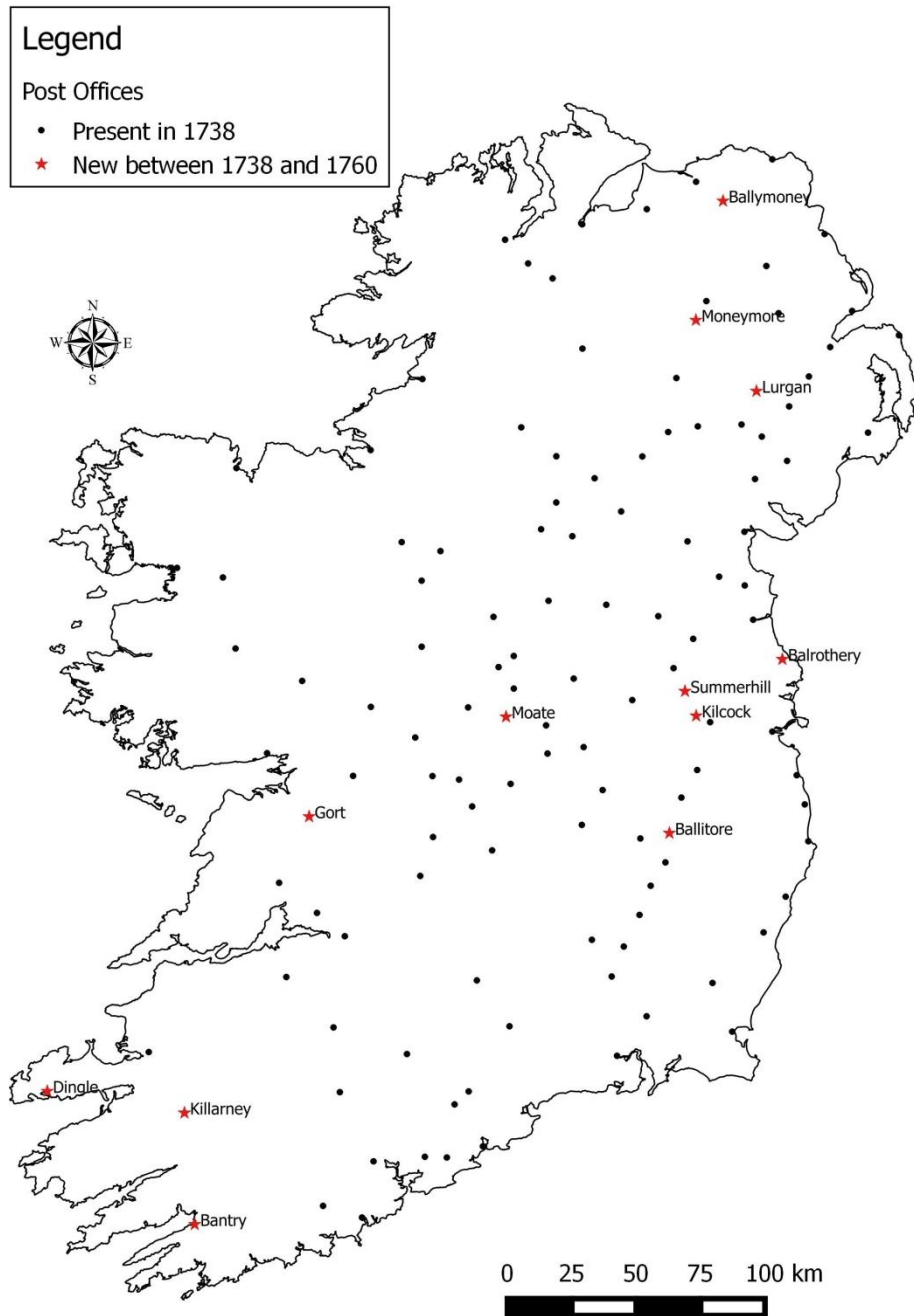 Legend
Post Offices
Present in 1738
New between 1738 and 1760
N
W E
S
Ballymoney
Moneymore
Lurgan
Balrothery
Summerhill
Kilcock
Moate
Gort
Ballitore
Dingle
Killarney
Bantry
0 25 50 75 100 km